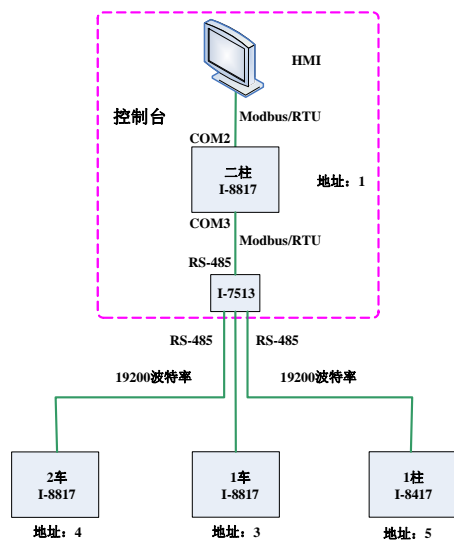 HMI
控制台
Modbus/RTU
COM2
二柱
I-8817
地址：1
COM3
Modbus/RTU
RS-485
I-7513
RS-485
RS-485
19200波特率
19200波特率
2车
I-8817
1车
I-8817
1柱
I-8417
地址：4
地址：3
地址：5